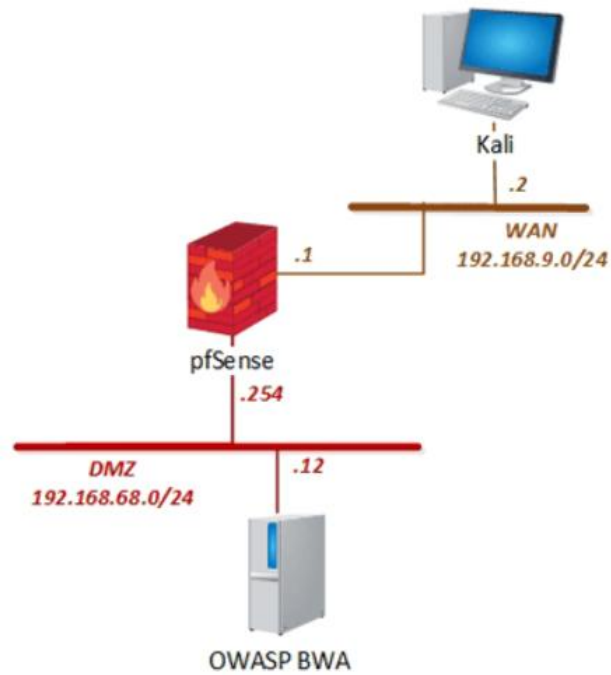 Kali
.2
WAN
192.168.9.0/24
.1
pfSense
.254
DMZ
192.168.68.0/24
.12
OWASP BWA